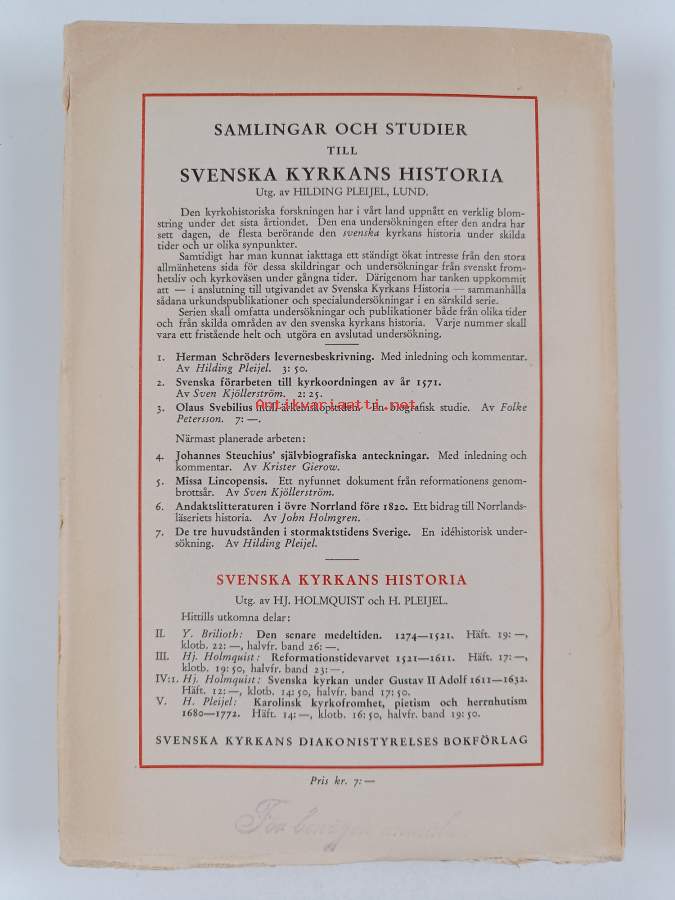 SAMLINGAR OCH STUDIER
TILL
SVENSKA KYRKANS HISTORIA
Utg. av HILDING PLEIJEL, LUND.
Den kyrkohistoriska forskningen har i vårt land uppnått en verklig blom-
string under det sista årtiondet. Den ena undersökningen efter den andra har
sett dagen, de flesta berörande den svenska kyrkans historia under skilda
tider och ur olika synpunkter.
Samtidigt har man kunnat iakttaga ett ständigt ökat intresse från den stora
allmänhetens sida för dessa skildringar och undersökningar från svenskt from-
hetsliv och kyrkoväsen under gångna tider. Därigenom har tanken uppkommit
att — i anslutning till utgivandet av Svenska Kyrkans Historia — sammanhålla
sådana urkundspublikationer och specialundersökningar i en särskild serie.
Serien skall omfatta undersökningar och publikationer både från olika tider
och från skilda områden av den svenska kyrkans historia. Varje nummer skall
vara ett fristående helt och utgöra en avslutad undersökning.
1. Herman Schröders levernesbeskrivning. Med inledning och kommentar.
Av Hilding Pleijel. 3: 50.
2. Svenska förarbeten till kyrkoordningen av år 1571.
Av Sven Kjöllerström. 2: 25.
Antikvariaatti.net
3. Olaus Svebilius intill ärkebiskopstiden. En biografisk studie. Av Folke
Petersson. 7: —.
Närmast planerade arbeten:
4. Johannes Steuchius' självbiografiska anteckningar. Med inledning och
kommentar. Av Krister Gierow.
5. Missa Lincopensis. Ett nyfunnet dokument från reformationens genom-
brottsår. Av Sven Kjöllerström.
6. Andaktslitteraturen i övre Norrland före 1820. Ett bidrag till Norrlands-
läseriets historia. Av John Holmgren.
7. De tre huvudstånden i stormaktstidens Sverige. En idéhistorisk under-
sökning. Av Hilding Pleijel.
SVENSKA KYRKANS HISTORIA
Utg. av HJ. HOLMQUIST och H. PLEIJEL.
Hittills utkomna delar:
II. Y. Brilioth: Den senare medeltiden. 1274—1521. Häft. 19: —,
klotb. 22: —, halvfr. band 26: —.
III. Hj. Holmquist: Reformationstidevarvet 1521—1611. Häft. 17: —,
klotb. 19: 50, halvfr. band 23: —.
IV:1. Hj. Holmquist: Svenska kyrkan under Gustav II Adolf 1611—1632.
Häft. 12: —, klotb. 14: 50, halvfr. band 17: 50.
V. H. Pleijel: Karolinsk kyrkofromhet, pietism och herrnhutism
1680—1772. Häft. 14: —, klotb. 16: 50, halvfr. band 19: 50.
SVENSKA KYRKANS DIAKONISTYRELSES BOKFÖRLAG
Pris kr. 7: —
För benägen